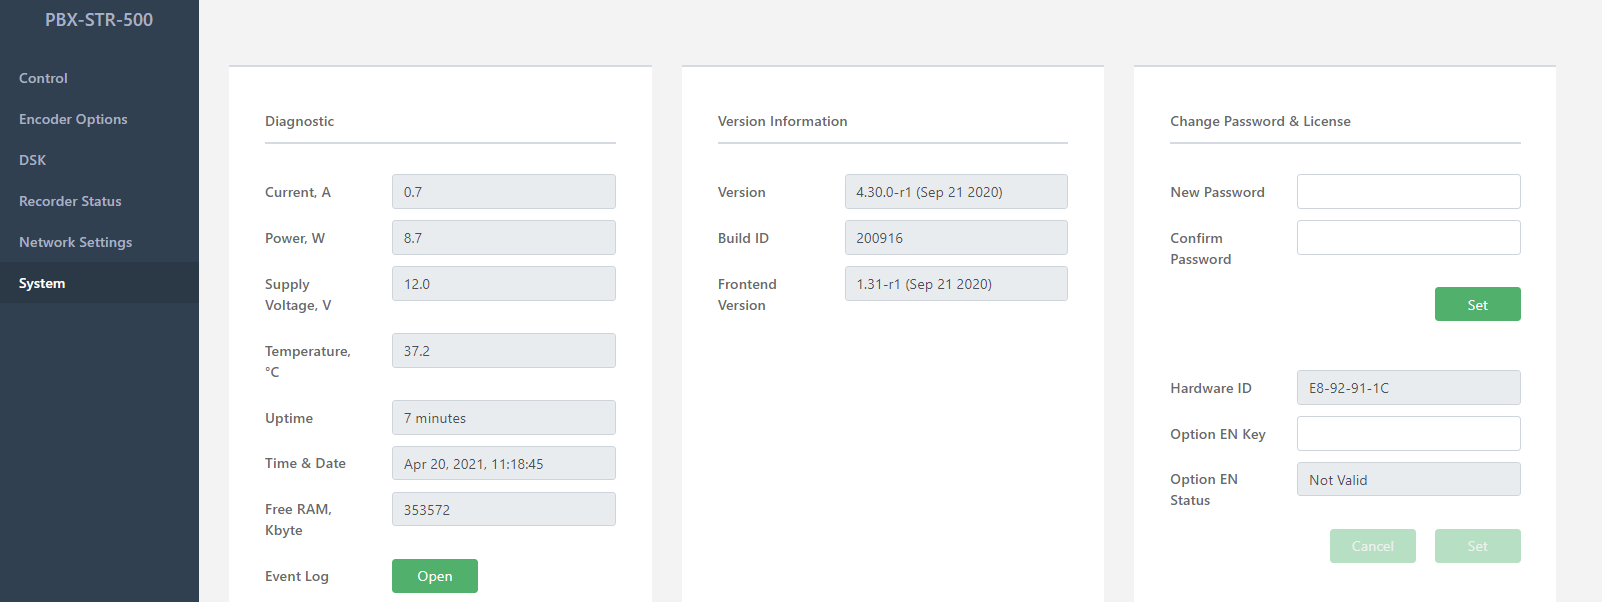 PBX-STR-500
Control
Encoder Options
DSK
Recorder Status
Network Settings
System
Diagnostic
Current, A
0.7
Power, W
8.7
Supply
Voltage, V
12.0
Temperature,
°C
37.2
Uptime
7 minutes
Time & Date
Apr 20, 2021, 11:18:45
Free RAM,
Kbyte
353572
Event Log
Open
Version Information
Version
4.30.0-r1 (Sep 21 2020)
Build ID
200916
Frontend
Version
1.31-r1 (Sep 21 2020)
Change Password & License
New Password
Confirm
Password
Set
Hardware ID
E8-92-91-1C
Option EN Key
Option EN
Status
Not Valid
Cancel
Set